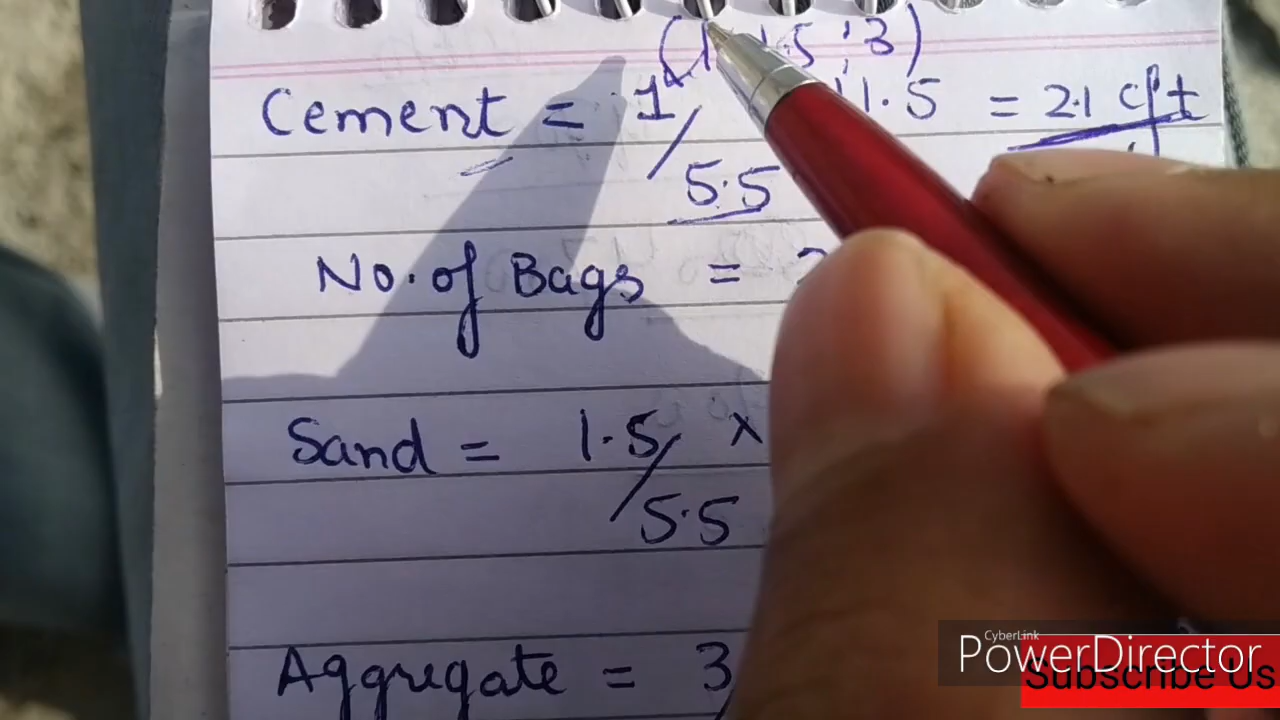 (1 1.5 : 3)
Cement = 1/5.5 11.5 = 2.1 cft
No. of Bags =
Sand = 1.5/5.5 x
Aggregate = 3/
CyberLink
PowerDirector
Subscribe Us